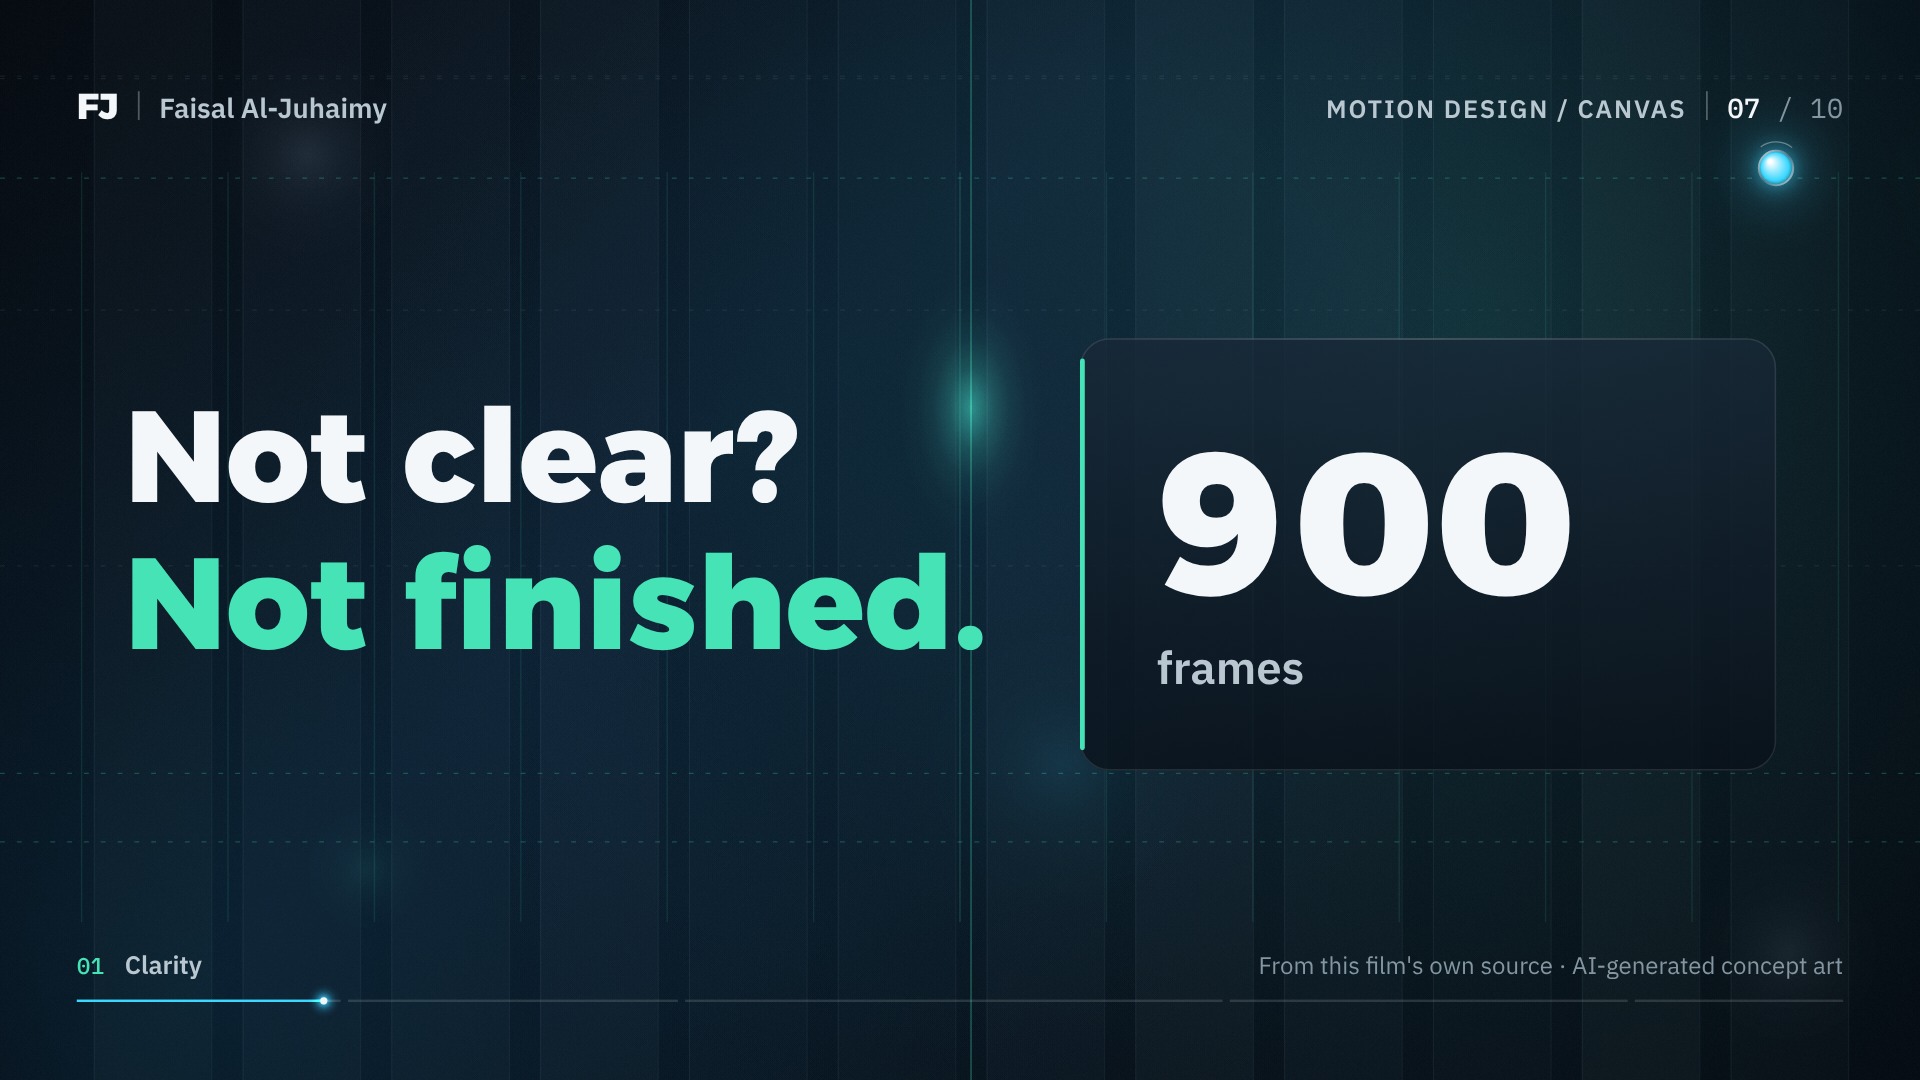 FJ Faisal Al-Juhaimy
MOTION DESIGN / CANVAS 07 / 10
Not clear?
Not finished.
900
frames
01 Clarity
From this film's own source · AI-generated concept art